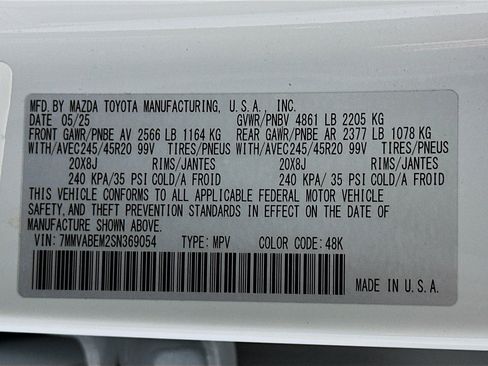 MFD. BY MAZDA TOYOTA MANUFACTURING, U.S.A., INC.
DATE 05/25 GVWR/PNBV 4861 LB 2205 KG
FRONT GAWR/PNBE AV 2566 LB 1164 KG REAR GAWR/PNBE AR 2377 LB 1078 KG
WITH/AVEC245/45R20 99V TIRES/PNEUS WITH/AVEC245/45R20 99V TIRES/PNEUS
20X8J RIMS/JANTES 20X8J RIMS/JANTES
240 KPA/35 PSI COLD/A FROID 240 KPA/ 35 PSI COLD/A FROID
THIS VEHICLE CONFORMS TO ALL APPLICABLE FEDERAL MOTOR VEHICLE
SAFETY, AND THEFT PREVENTION STANDARDS IN EFFECT ON THE DATE OF
MANUFACTURE SHOWN ABOVE.
VIN: 7MMVABEM2SN369054 TYPE: MPV COLOR CODE: 48K
MADE IN U.S.A.